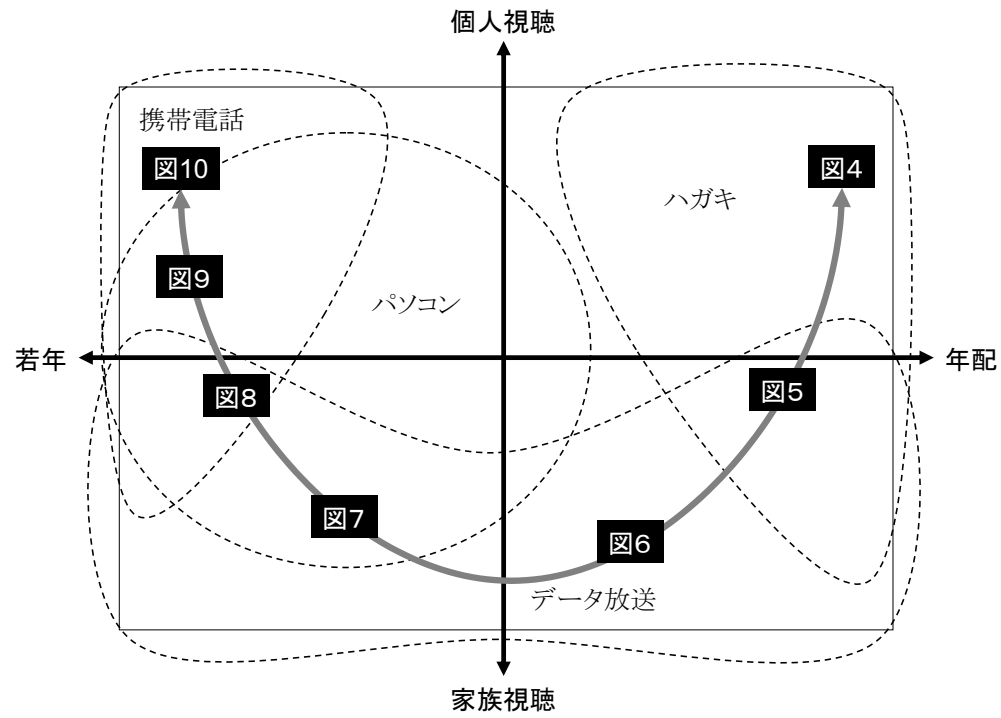 個人視聴
携帯電話
図10
図4
ハガキ
図9
パソコン
若年
年配
図8
図5
図7
図6
データ放送
家族視聴